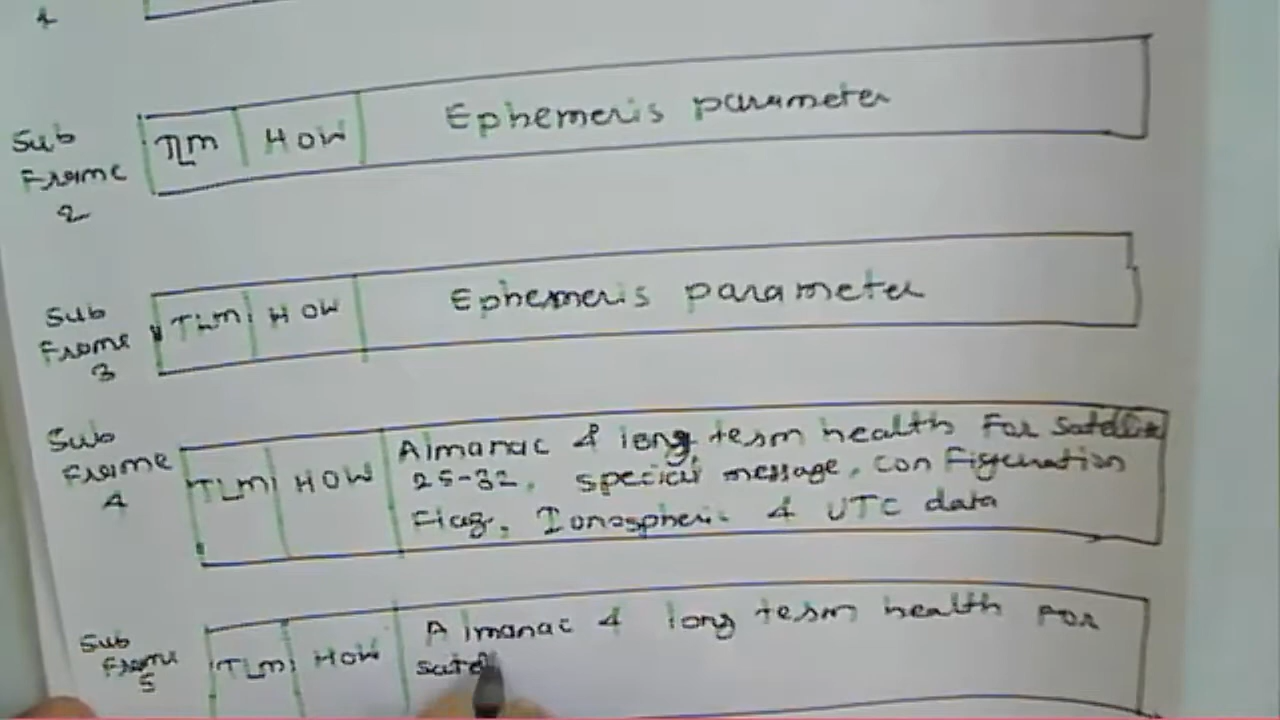 1
Sub
Frame
2
TLM
HOW
Ephemeris parameter
Sub
Frame
3
TLM
HOW
Ephemeris parameter
Sub
Frame
4
TLM
HOW
Almanac & long term health For satellite
25-32, special message, configuration
Flag, Ionospheric & UTC data
Sub
Frame
5
TLM
HOW
Almanac & long term health For
sate